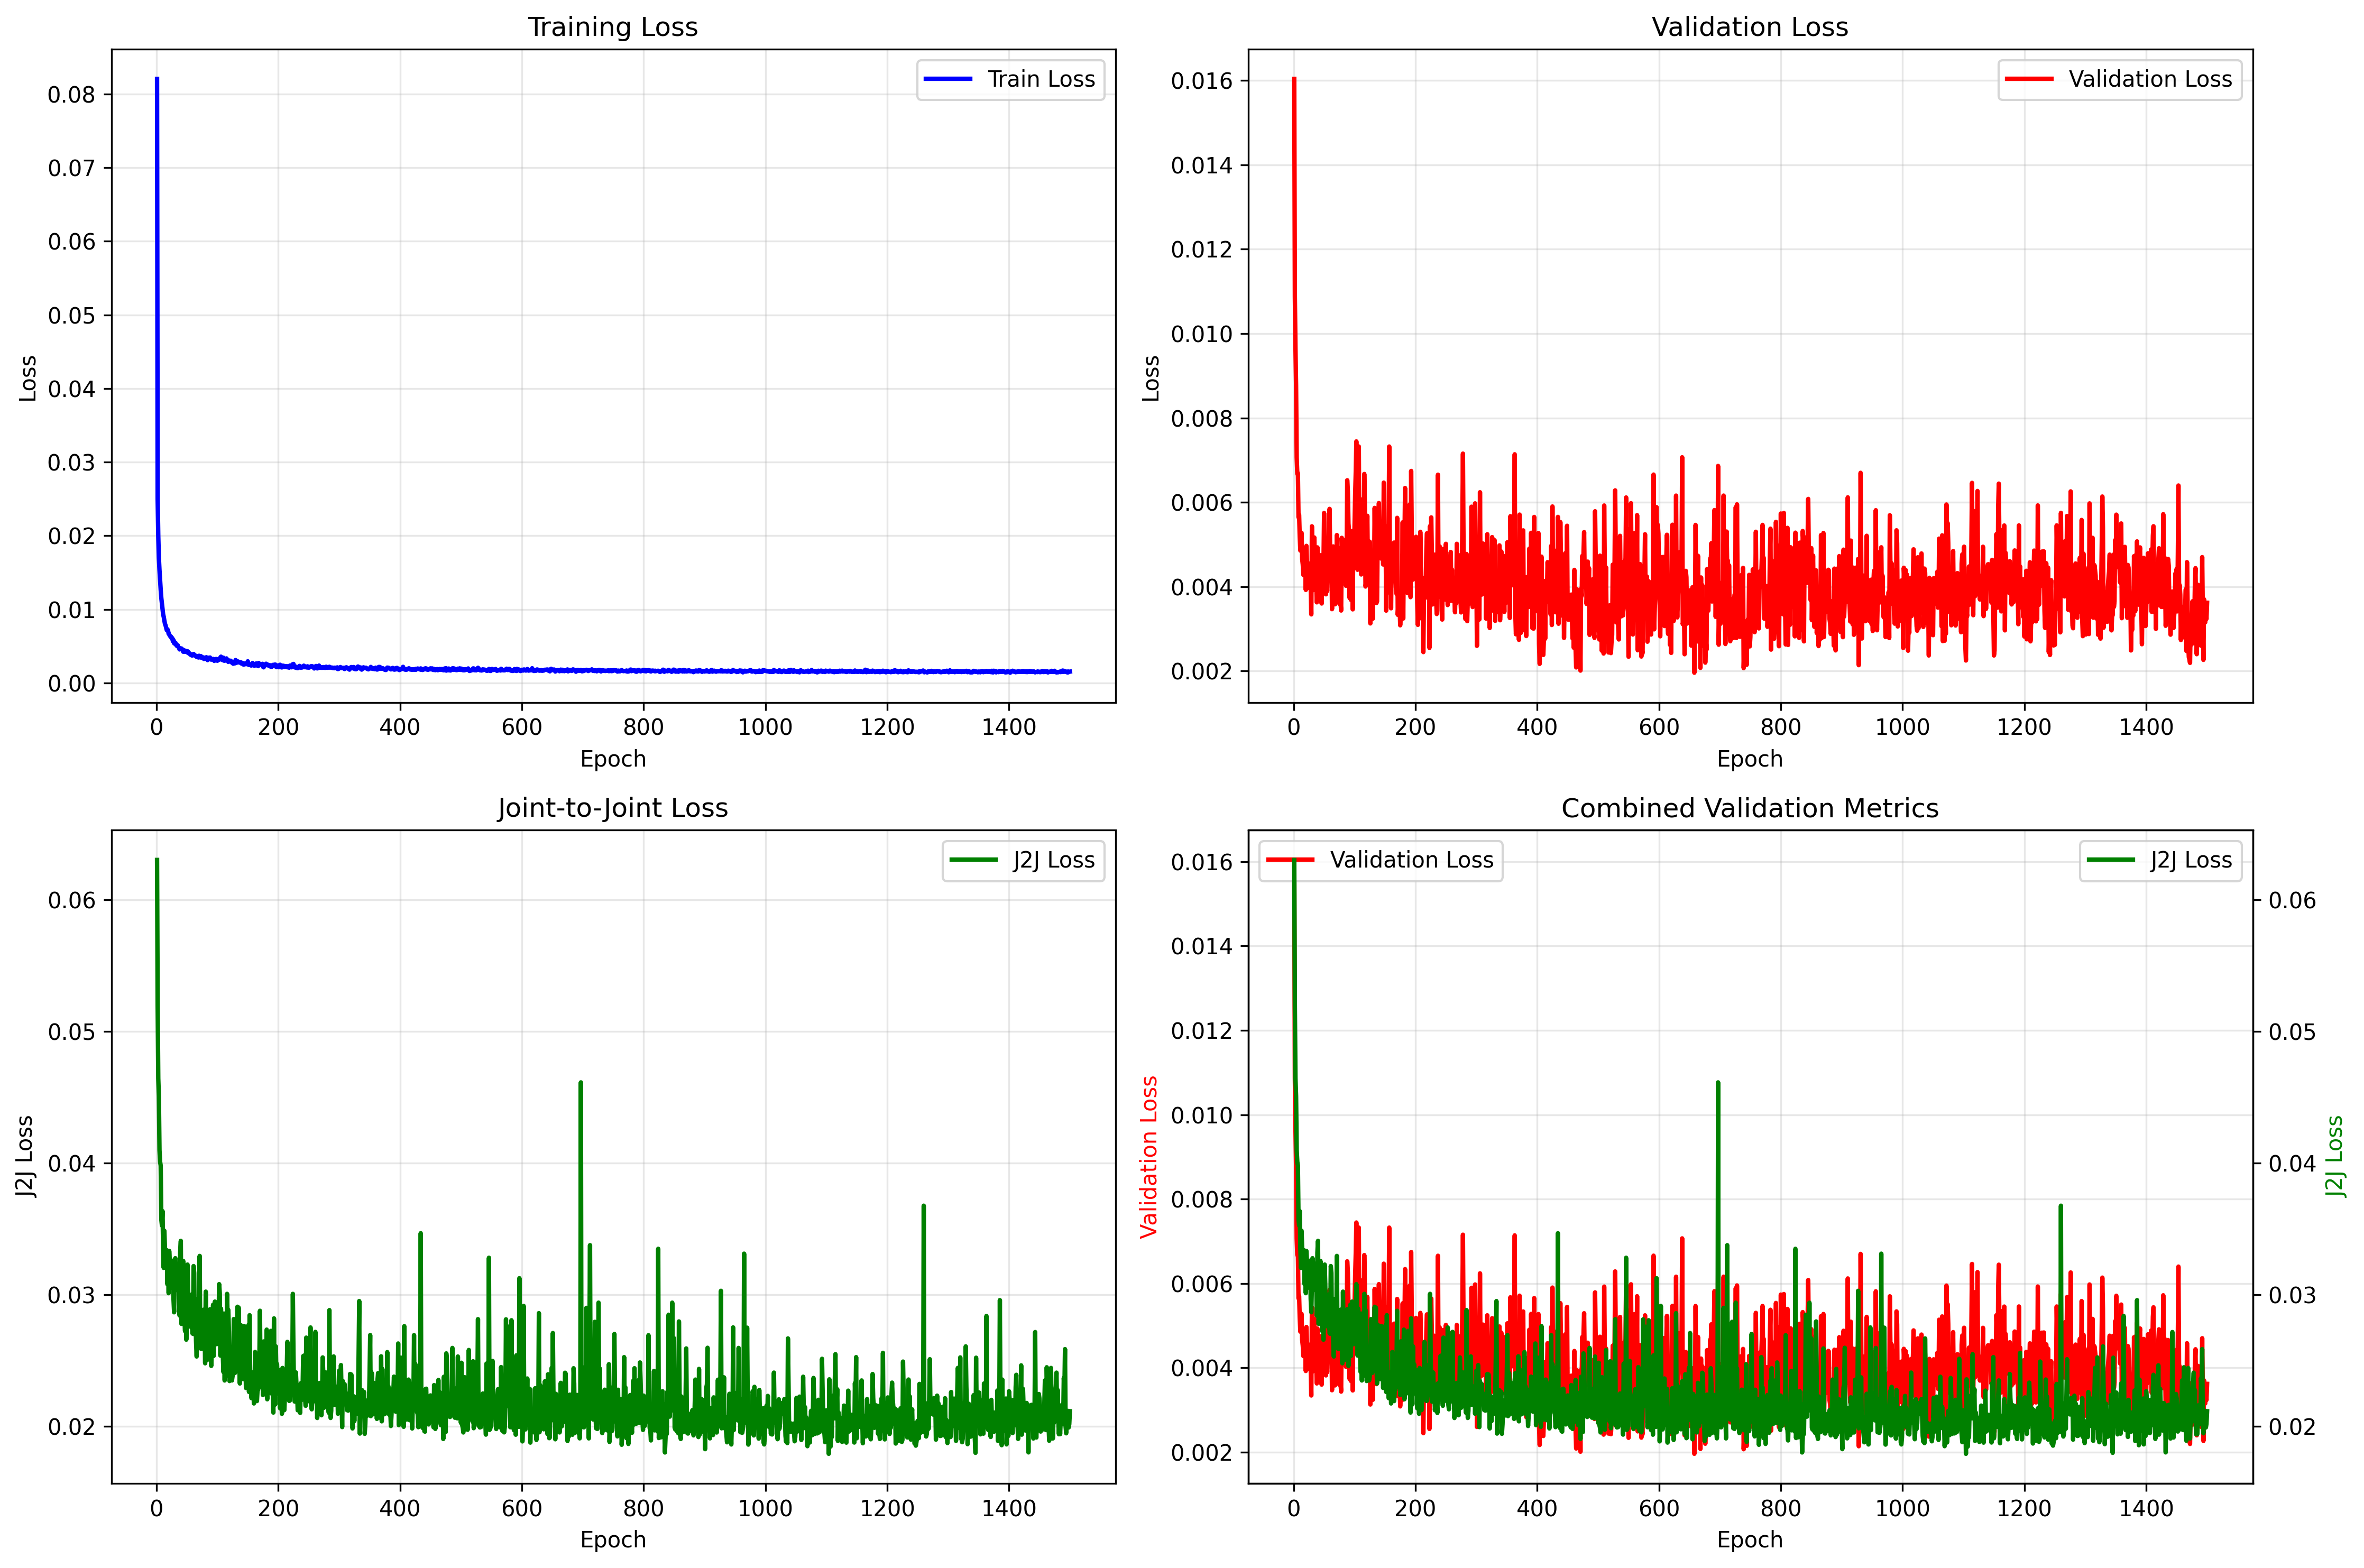 Training Loss
Train Loss
0.08
0.07
0.06
0.05
0.04
0.03
0.02
0.01
0.00
Loss
0 200 400 600 800 1000 1200 1400
Epoch
Validation Loss
Validation Loss
0.016
0.014
0.012
0.010
0.008
0.006
0.004
0.002
Loss
0 200 400 600 800 1000 1200 1400
Epoch
Joint-to-Joint Loss
J2J Loss
0.06
0.05
0.04
0.03
0.02
J2J Loss
0 200 400 600 800 1000 1200 1400
Epoch
Combined Validation Metrics
Validation Loss
J2J Loss
0.016
0.014
0.012
0.010
0.008
0.006
0.004
0.002
Validation Loss
0.06
0.05
0.04
0.03
0.02
J2J Loss
0 200 400 600 800 1000 1200 1400
Epoch